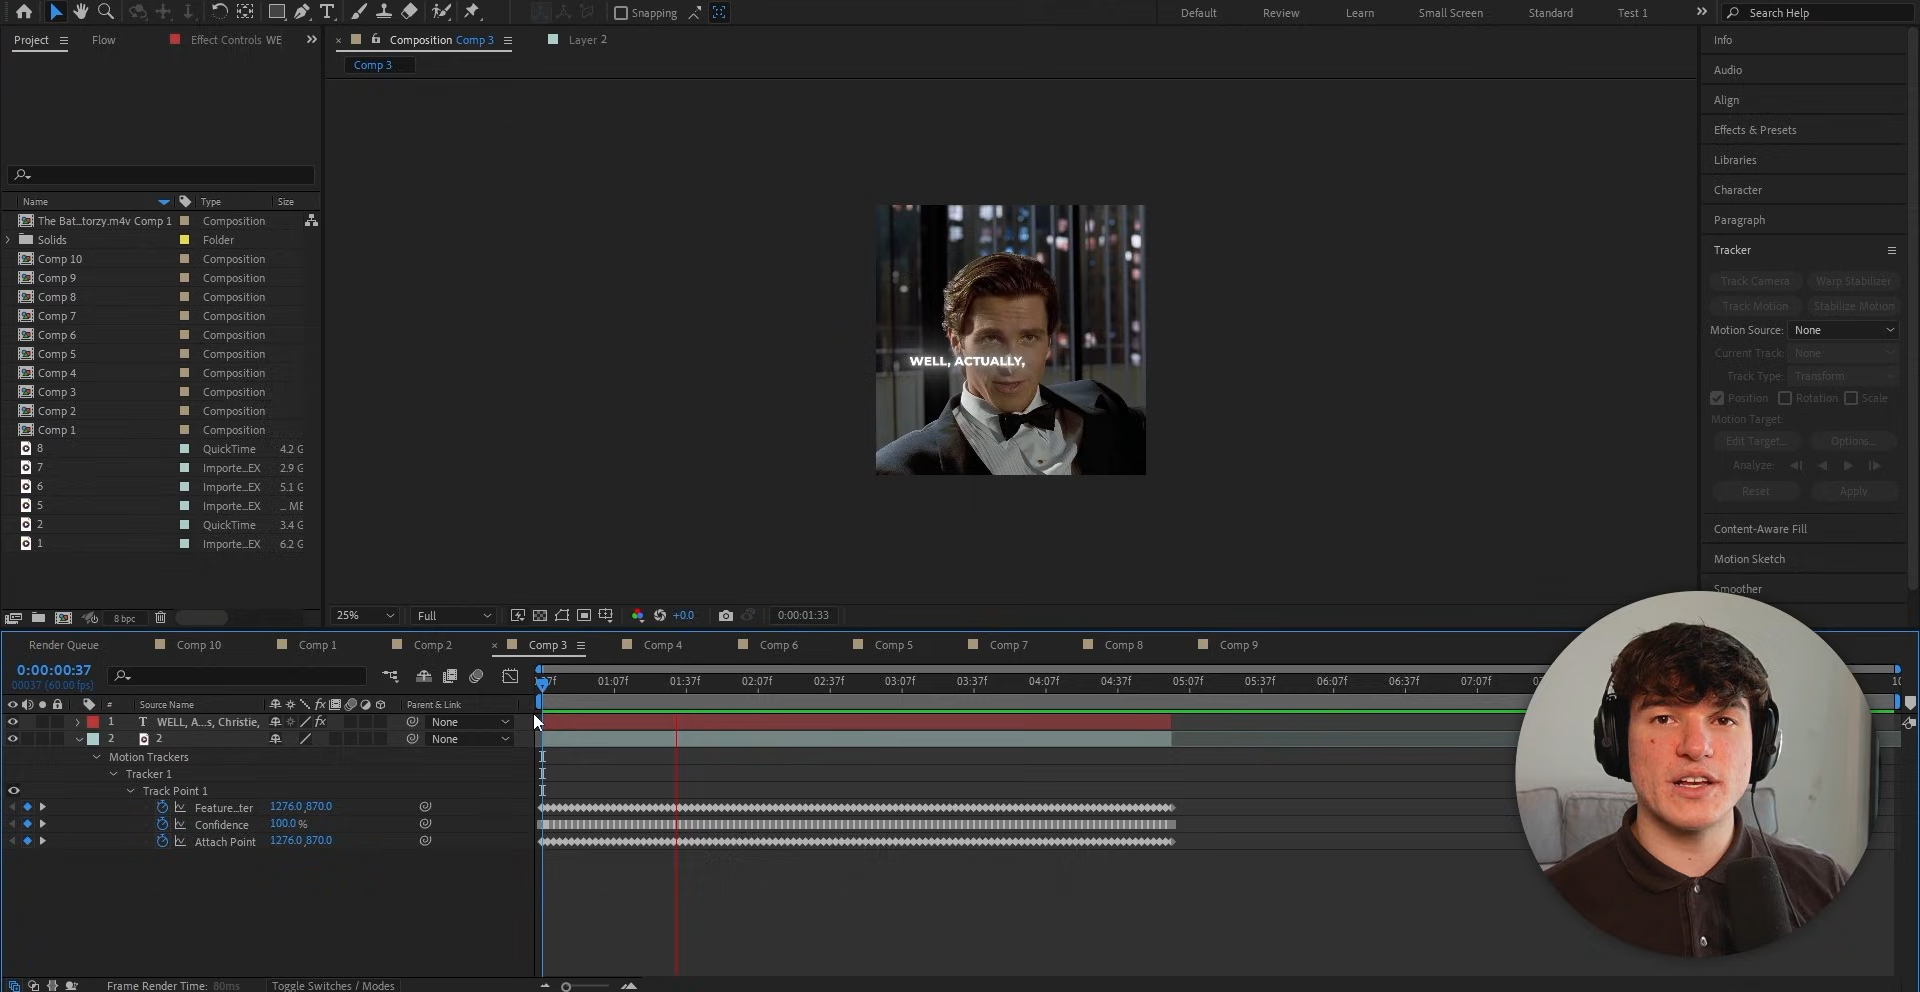 Snapping
Default
Review
Learn
Small Screen
Standard
Test 1
Search Help
Project
Flow
Effect Controls WE
Composition Comp 3
Layer 2
Comp 3
Name
Type
Size
The Bat...torzy.m4v Comp 1 Composition
Solids Folder
Comp 10 Composition
Comp 9 Composition
Comp 8 Composition
Comp 7 Composition
Comp 6 Composition
Comp 5 Composition
Comp 4 Composition
Comp 3 Composition
Comp 2 Composition
Comp 1 Composition
8 QuickTime 4.2 G
7 Importe...EX 2.9 G
6 Importe...EX 5.1 G
5 Importe...EX ... ME
2 QuickTime 3.4 G
1 Importe...EX 6.2 G
8 bpc
WELL, ACTUALLY,
25%
Full
+0.0
0:00:01:33
Info
Audio
Align
Effects & Presets
Libraries
Character
Paragraph
Tracker
Track Camera Warp Stabilizer
Track Motion Stabilize Motion
Motion Source: None
Current Track: None
Track Type: Transform
Position Rotation Scale
Motion Target:
Edit Target... Options...
Analyze:
Reset Apply
Content-Aware Fill
Motion Sketch
Smoother
Render Queue
Comp 10
Comp 1
Comp 2
Comp 3
Comp 4
Comp 6
Comp 5
Comp 7
Comp 8
Comp 9
0:00:00:37
00037 (60.00 fps)
:37f 01:07f 01:37f 02:07f 02:37f 03:07f 03:37f 04:07f 04:37f 05:07f 05:37f 06:07f 06:37f 07:07f 10
# Source Name fx Parent & Link
1 T WELL, A...s, Christie, fx None
2 2 None
Motion Trackers
Tracker 1
Track Point 1
Feature...ter 1276.0,870.0
Confidence 100.0 %
Attach Point 1276.0,870.0
Frame Render Time: 80ms
Toggle Switches / Modes